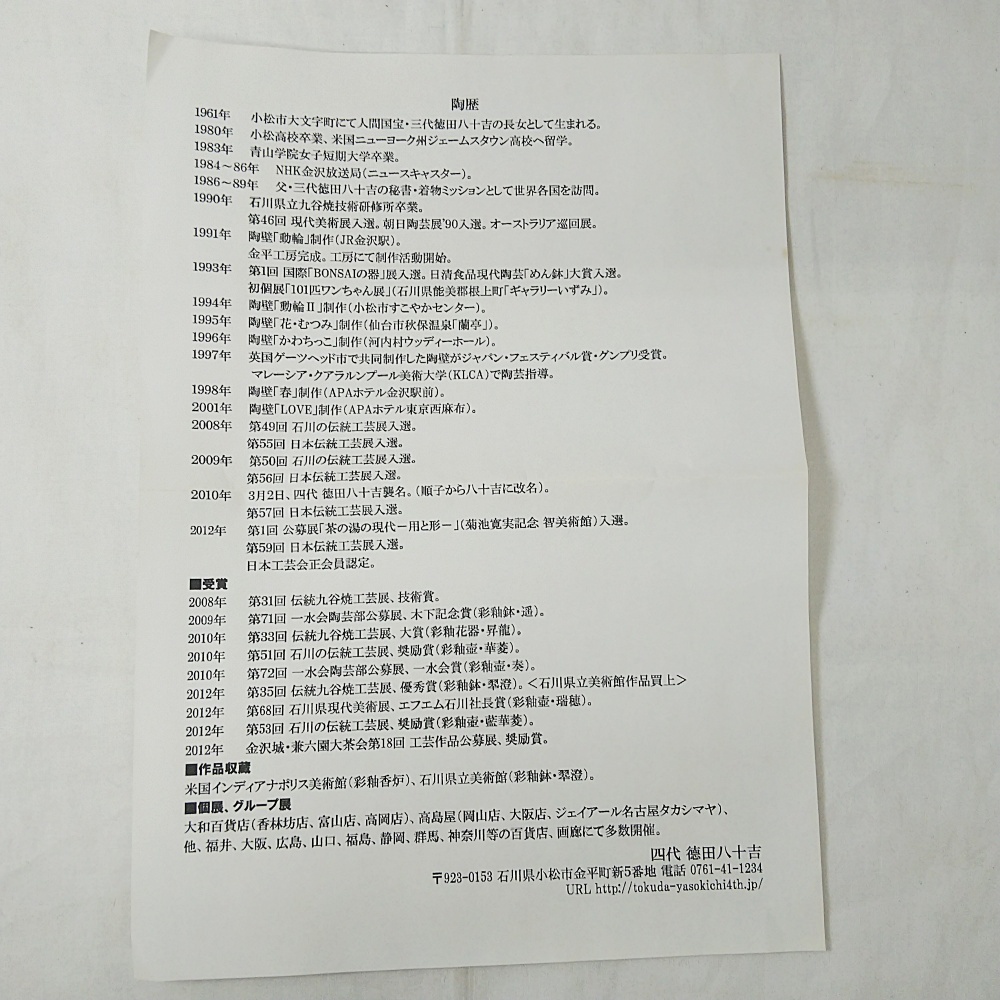 陶歴
1961年 小松市大文字町にて人間国宝・三代徳田八十吉の長女として生まれる。
1980年 小松高校卒業、米国ニューヨーク州ジェームスタウン高校へ留学。
1983年 青山学院女子短期大学卒業。
1984～86年 NHK金沢放送局(ニュースキャスター)。
1986～89年 父・三代徳田八十吉の秘書・着物ミッションとして世界各国を訪問。
1990年 石川県立九谷焼技術研修所卒業。
第46回 現代美術展入選。朝日陶芸展'90入選。オーストラリア巡回展。
1991年 陶壁「動輪」制作(JR金沢駅)。
金平工房完成。工房にて制作活動開始。
1993年 第1回 国際「BONSAIの器」展入選。日清食品現代陶芸「めん鉢」大賞入選。
初個展「101匹ワンちゃん展」(石川県能美郡根上町「ギャラリーいずみ」)。
1994年 陶壁「動輪Ⅱ」制作(小松市すこやかセンター)。
1995年 陶壁「花・むつみ」制作(仙台市秋保温泉「蘭亭」)。
1996年 陶壁「かわちっこ」制作(河内村ウッディーホール)。
1997年 英国ゲーツヘッド市で共同制作した陶壁がジャパン・フェスティバル賞・グンプリ受賞。
マレーシア・クアラルンプール美術大学(KLCA)で陶芸指導。
1998年 陶壁「春」制作(APAホテル金沢駅前)。
2001年 陶壁「LOVE」制作(APAホテル東京西麻布)。
2008年 第49回 石川の伝統工芸展入選。
第55回 日本伝統工芸展入選。
2009年 第50回 石川の伝統工芸展入選。
第56回 日本伝統工芸展入選。
2010年 3月2日、四代 徳田八十吉襲名。(順子から八十吉に改名)。
第57回 日本伝統工芸展入選。
2012年 第1回 公募展「茶の湯の現代－用と形－」(菊池寛実記念 智美術館)入選。
第59回 日本伝統工芸展入選。
日本工芸会正会員認定。
■受賞
2008年 第31回 伝統九谷焼工芸展、技術賞。
2009年 第71回 一水会陶芸部公募展、木下記念賞(彩釉鉢・遥)。
2010年 第33回 伝統九谷焼工芸展、大賞(彩釉花器・昇龍)。
2010年 第51回 石川の伝統工芸展、奨励賞(彩釉壺・華菱)。
2010年 第72回 一水会陶芸部公募展、一水会賞(彩釉壺・奏)。
2012年 第35回 伝統九谷焼工芸展、優秀賞(彩釉鉢・翠澄)。＜石川県立美術館作品買上＞
2012年 第68回 石川県現代美術展、エフエム石川社長賞(彩釉壺・瑞穂)。
2012年 第53回 石川の伝統工芸展、奨励賞(彩釉壺・藍華菱)。
2012年 金沢城・兼六園大茶会第18回 工芸作品公募展、奨励賞。
■作品収蔵
米国インディアナポリス美術館(彩釉香炉)、石川県立美術館(彩釉鉢・翠澄)。
■個展、グループ展
大和百貨店(香林坊店、富山店、高岡店)、高島屋(岡山店、大阪店、ジェイアール名古屋タカシマヤ)、
他、福井、大阪、広島、山口、福島、静岡、群馬、神奈川等の百貨店、画廊にて多数開催。
四代 徳田八十吉
〒923-0153 石川県小松市金平町新5番地 電話 0761-41-1234
URL http://tokuda-yasokichi4th.jp/